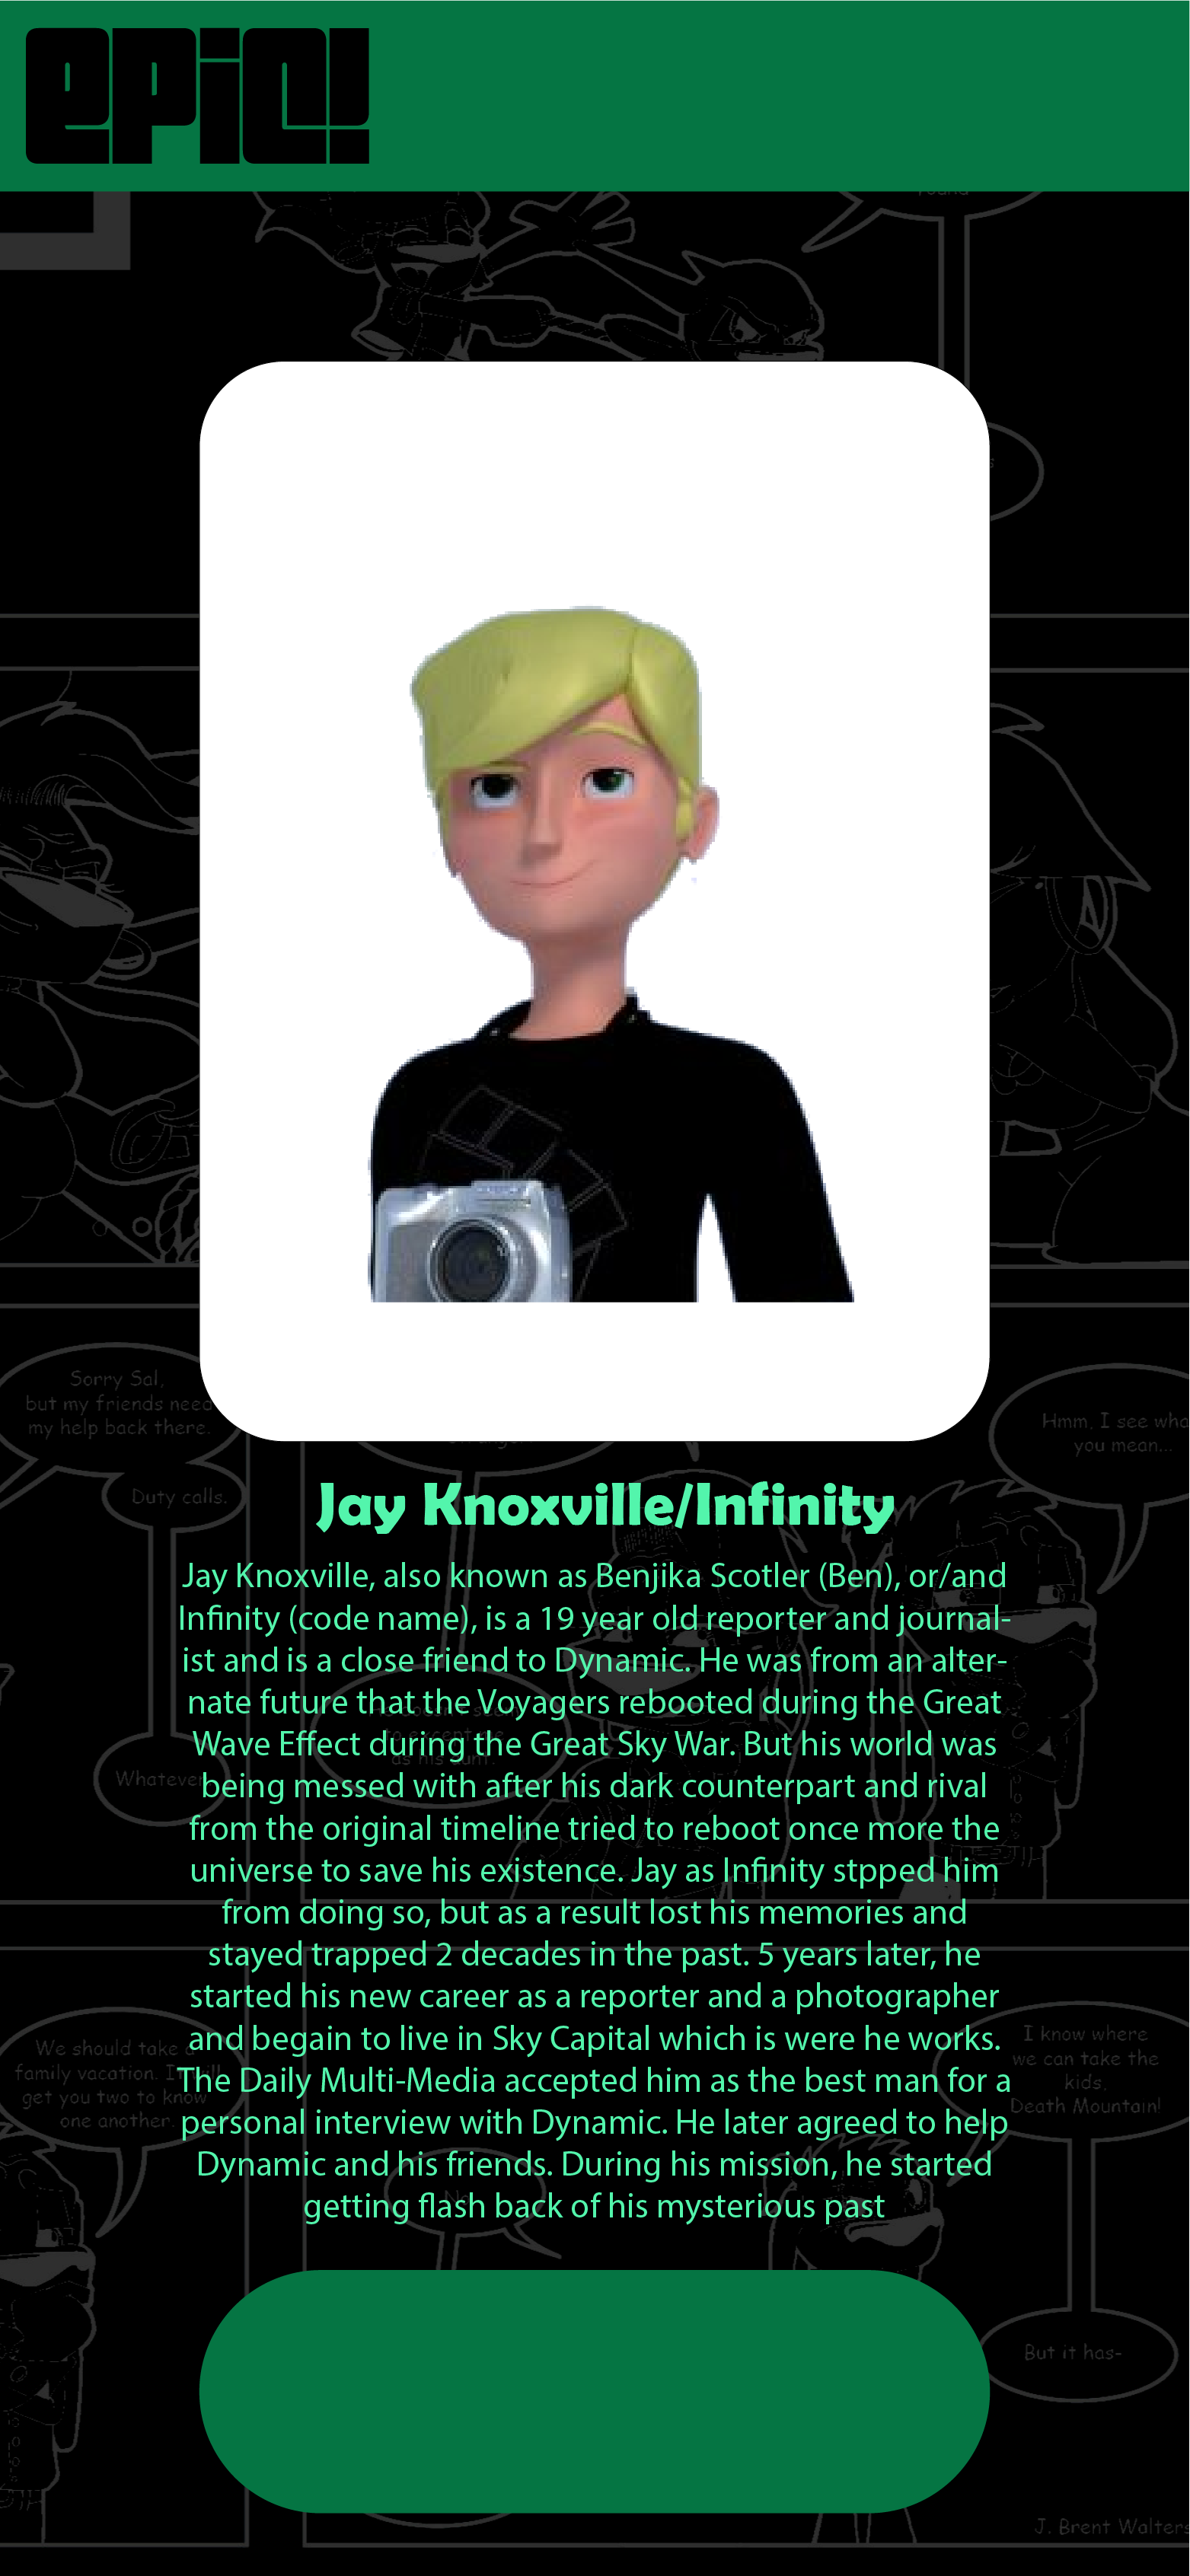 epic!
round
Sorry Sal,
but my friends need
my help back there.
Duty calls.
Hmm, I see wha
you mean...
Jay Knoxville/Infinity
Jay Knoxville, also known as Benjika Scotler (Ben), or/and
Infinity (code name), is a 19 year old reporter and journal-
ist and is a close friend to Dynamic. He was from an alter-
nate future that the Voyagers rebooted during the Great
Wave Effect during the Great Sky War. But his world was
being messed with after his dark counterpart and rival
from the original timeline tried to reboot once more the
universe to save his existence. Jay as Infinity stpped him
from doing so, but as a result lost his memories and
stayed trapped 2 decades in the past. 5 years later, he
started his new career as a reporter and a photographer
and begain to live in Sky Capital which is were he works.
The Daily Multi-Media accepted him as the best man for a
personal interview with Dynamic. He later agreed to help
Dynamic and his friends. During his mission, he started
getting flash back of his mysterious past
Whatever
We should take a
family vacation. It will
get you two to know
one another.
I know where
we can take the
kids.
Death Mountain!
But it has-
J. Brent Walters